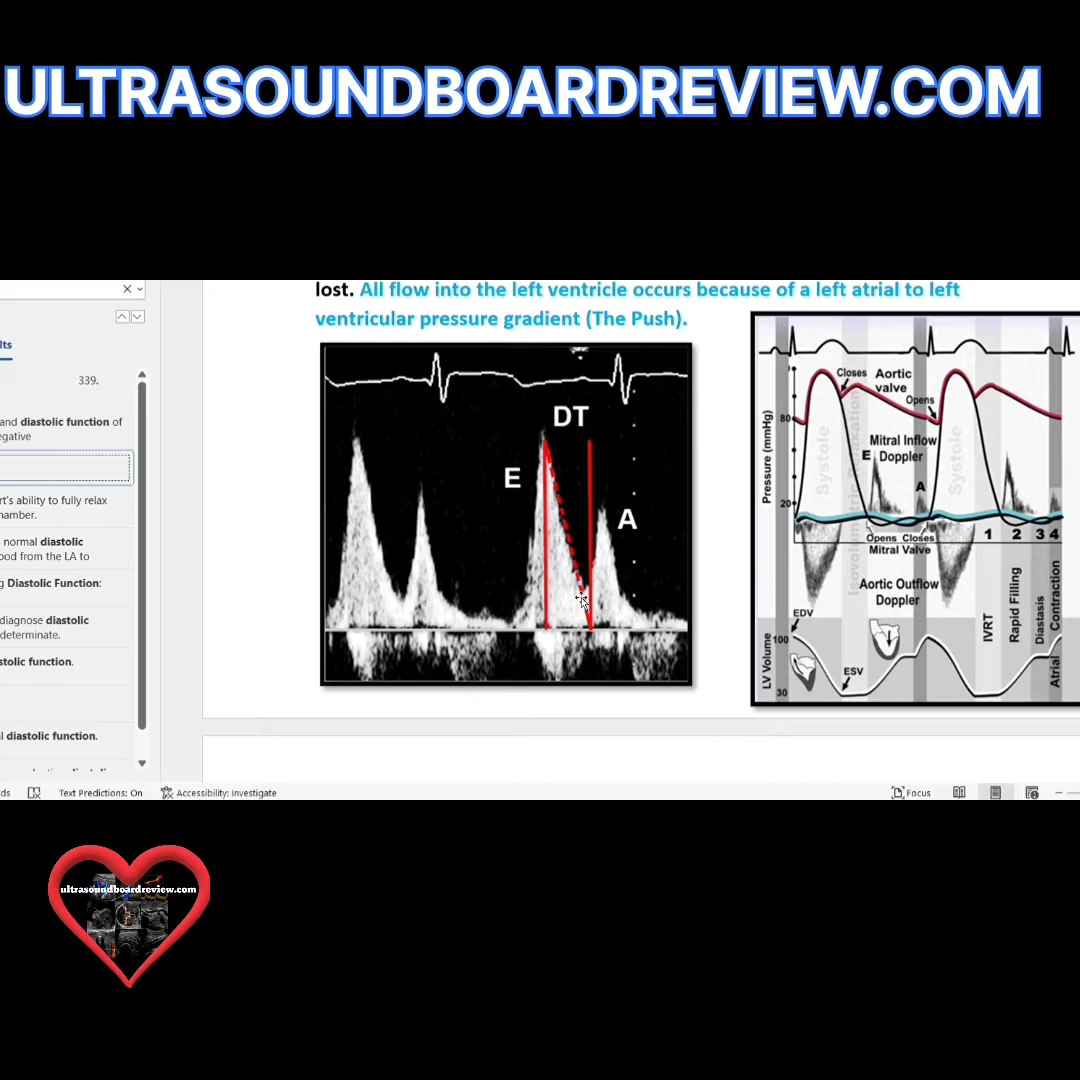 ULTRASOUNDBOARDREVIEW.COM
lost. All flow into the left ventricle occurs because of a left atrial to left
ventricular pressure gradient (The Push).
lts
339.
and diastolic function of
egative
rt's ability to fully relax
hamber.
normal diastolic
ood from the LA to
g Diastolic Function:
diagnose diastolic
determinate.
stolic function.
l diastolic function.
DT
E
A
Closes
Aortic
valve
Opens
Pressure (mmHg)
80
20
Systole
Isovolumetric Relaxation
Systole
Mitral Inflow
Doppler
E
A
Opens Closes
Mitral Valve
1 2 3 4
Aortic Outflow
Doppler
IVRT
Rapid Filling
Diastasis
Atrial Contraction
EDV
100
LV Volume
ESV
30
ds
Text Predictions: On
Accessibility: Investigate
Focus
ultrasoundboardreview.com